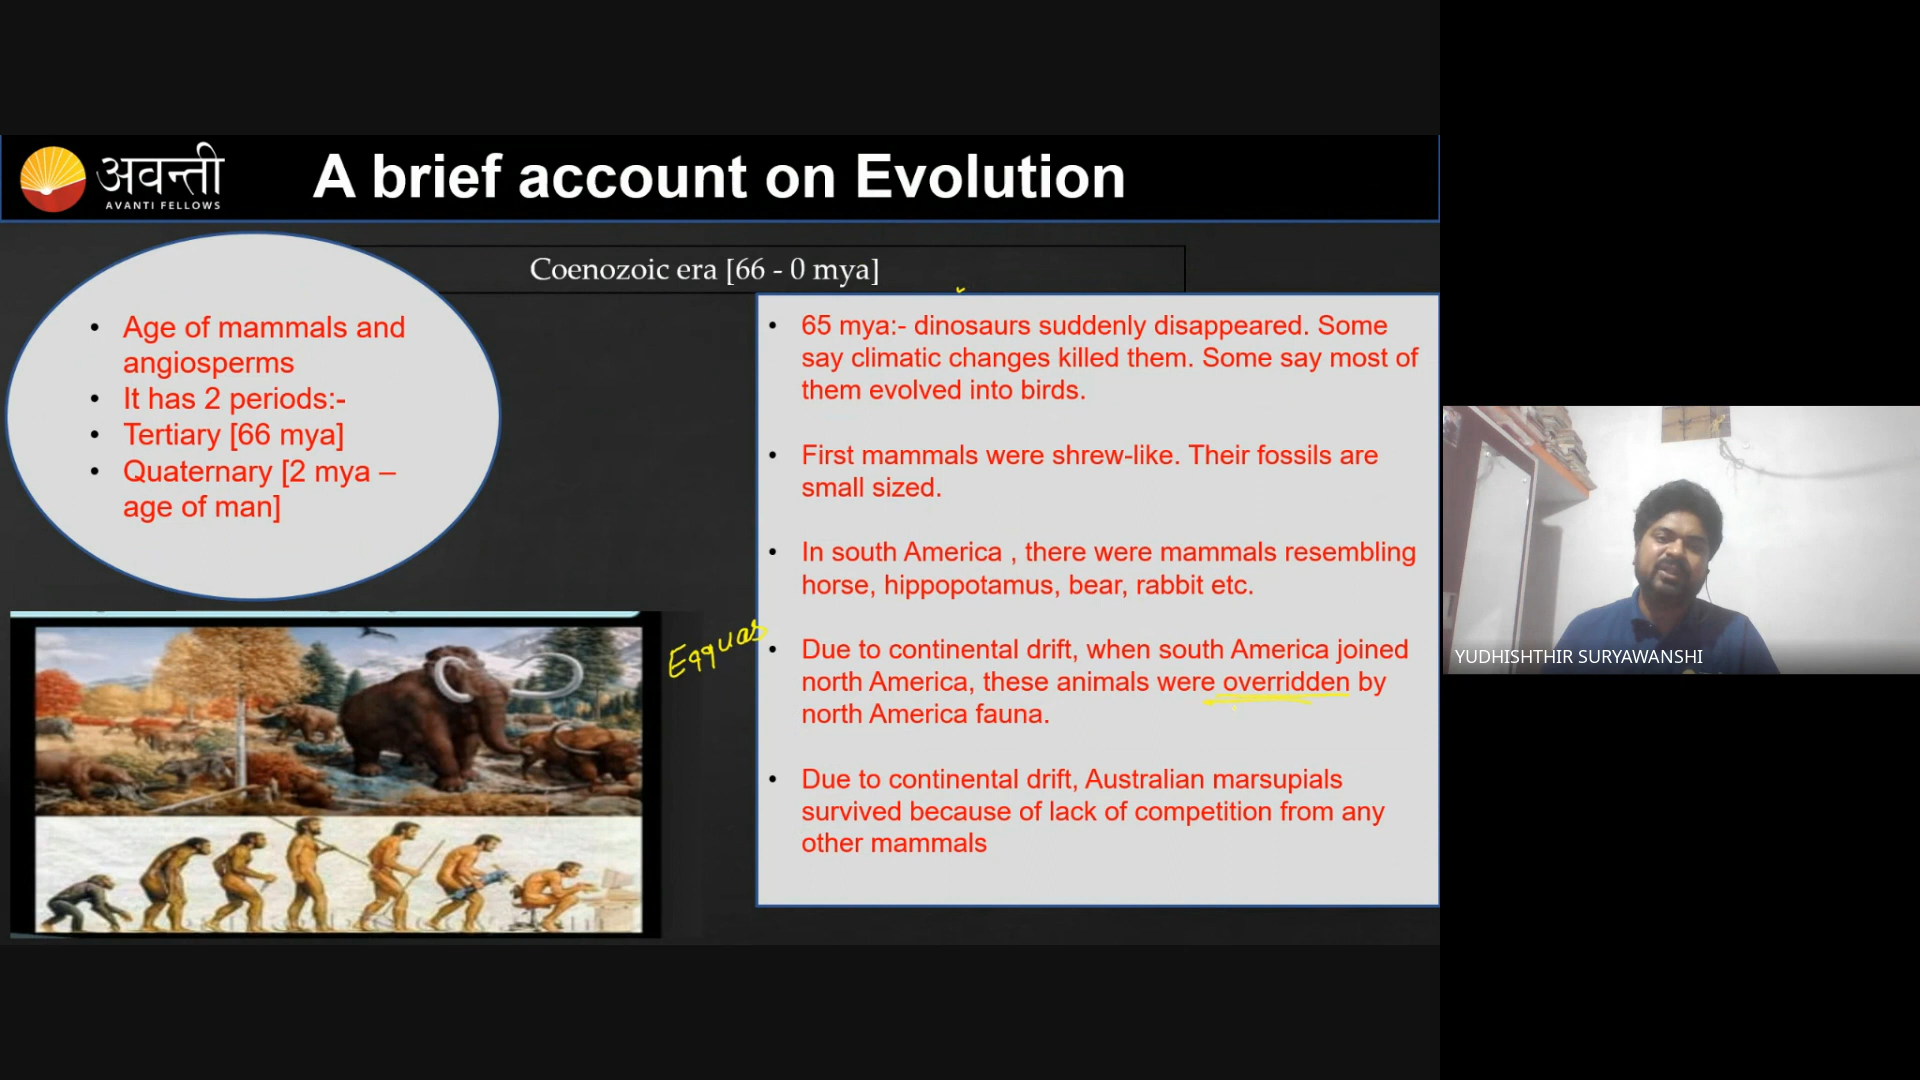 अवन्ती
AVANTI FELLOWS
A brief account on Evolution
Coenozoic era [66 - 0 mya]
• Age of mammals and
angiosperms
• It has 2 periods:-
• Tertiary [66 mya]
• Quaternary [2 mya –
age of man]
• 65 mya:- dinosaurs suddenly disappeared. Some
say climatic changes killed them. Some say most of
them evolved into birds.
• First mammals were shrew-like. Their fossils are
small sized.
• In south America , there were mammals resembling
horse, hippopotamus, bear, rabbit etc.
Eqquas
• Due to continental drift, when south America joined
north America, these animals were overridden by
north America fauna.
• Due to continental drift, Australian marsupials
survived because of lack of competition from any
other mammals
YUDHISHTHIR SURYAWANSHI